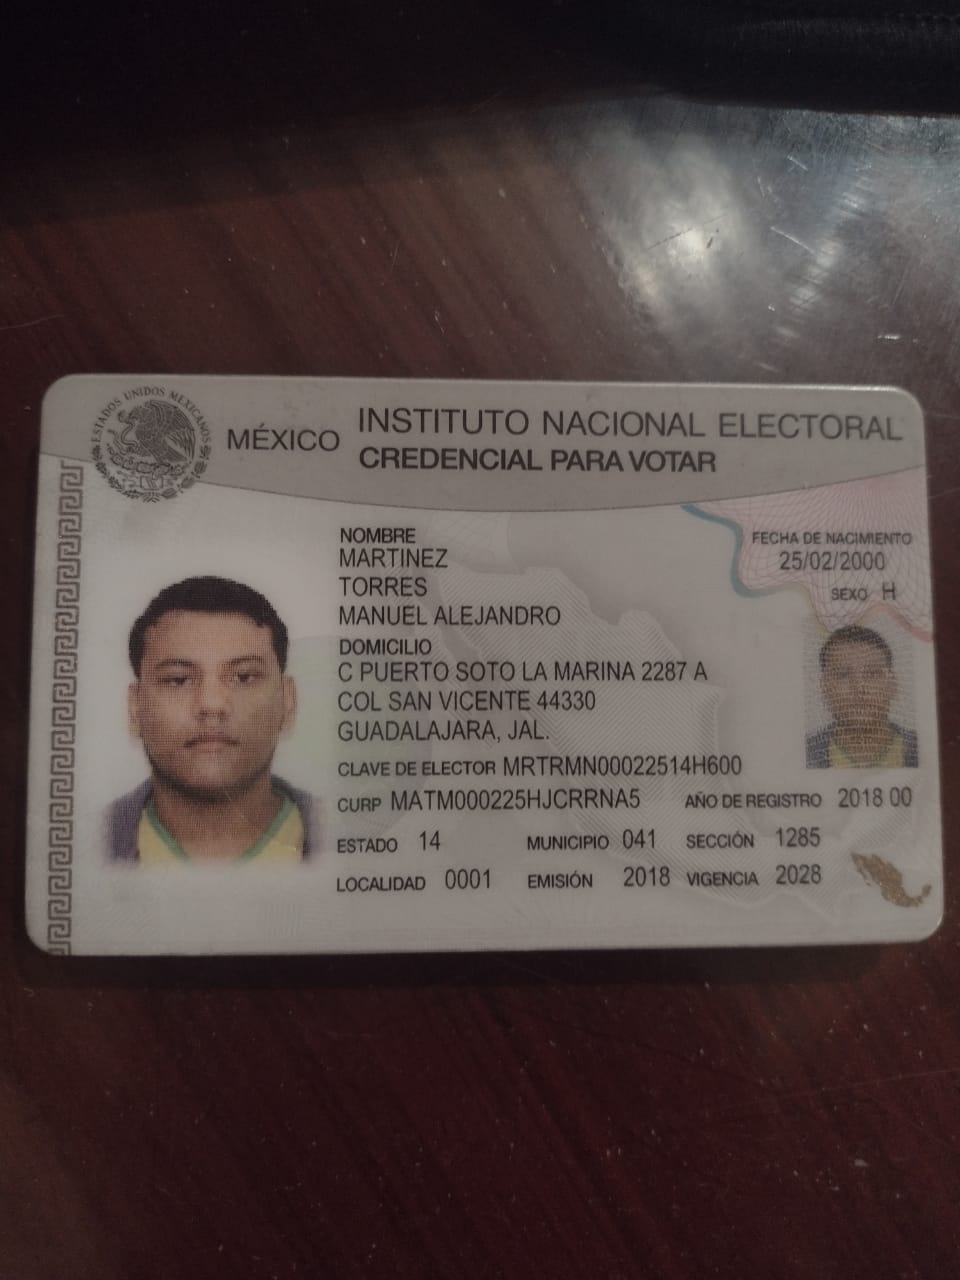 ESTADOS UNIDOS MEXICANOS
MÉXICO
INSTITUTO NACIONAL ELECTORAL
CREDENCIAL PARA VOTAR
NOMBRE
MARTINEZ
TORRES
MANUEL ALEJANDRO
FECHA DE NACIMIENTO
25/02/2000
SEXO H
DOMICILIO
C PUERTO SOTO LA MARINA 2287 A
COL SAN VICENTE 44330
GUADALAJARA, JAL.
CLAVE DE ELECTOR MRTRMN00022514H600
CURP MATM000225HJCRRNA5 AÑO DE REGISTRO 2018 00
ESTADO 14 MUNICIPIO 041 SECCIÓN 1285
LOCALIDAD 0001 EMISIÓN 2018 VIGENCIA 2028